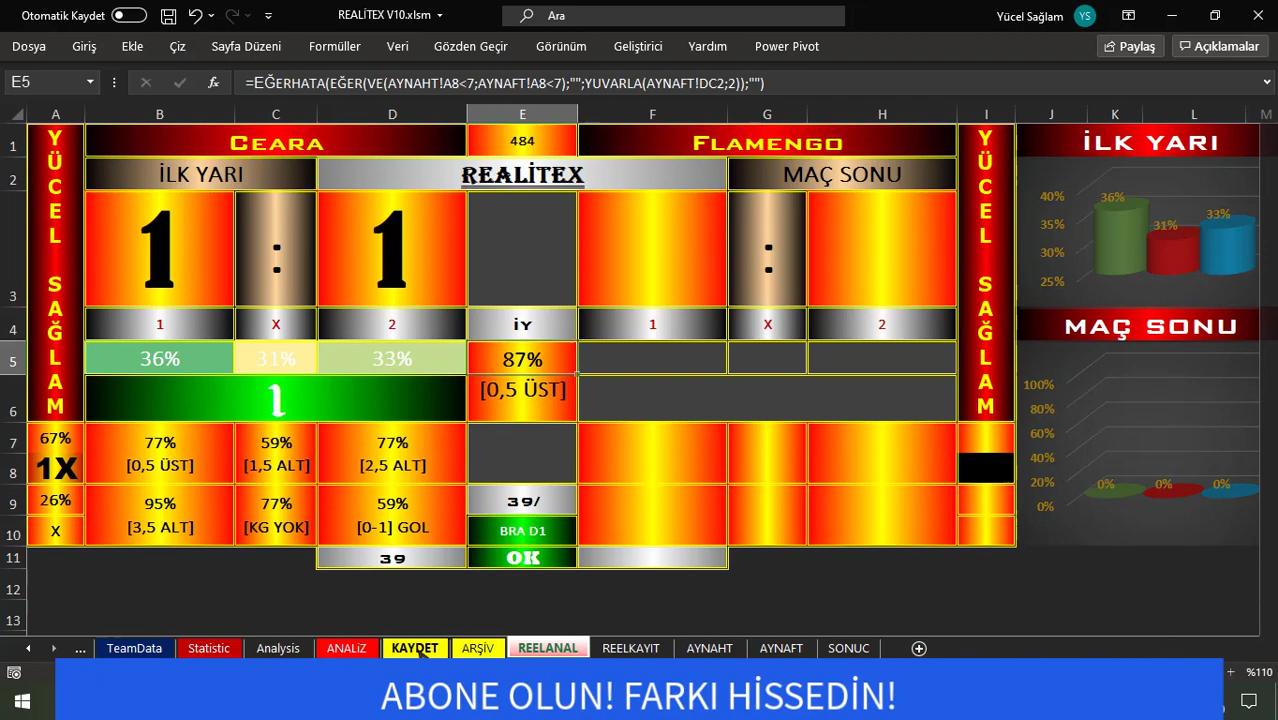 Otomatik Kaydet
REALİTEX V10.xlsm
Ara
Yücel Sağlam
YS
Dosya Giriş Ekle Çiz Sayfa Düzeni Formüller Veri Gözden Geçir Görünüm Geliştirici Yardım Power Pivot Paylaş Açıklamalar
E5 fx =EĞERHATA(EĞER(VE(AYNAHT!A8<7;AYNAFT!A8<7);"";YUVARLA(AYNAFT!DC2;2));"")
A B C D E F G H I J K L M
1 YÜCEL SAĞLAM CEARA 484 FLAMENGO YÜCEL SAĞLAM İLK YARI
2 İLK YARI REALİTEX MAÇ SONU
40% 36% 31% 33%
35%
30%
25%
3 1 : 1 :
4 1 X 2 İY 1 X 2
MAÇ SONU
5 36% 31% 33% 87%
6 1 [0,5 ÜST]
100%
80%
60%
40%
20%
0% 0% 0% 0%
7 67% 77% 59% 77%
8 1X [0,5 ÜST] [1,5 ALT] [2,5 ALT]
9 26% 95% 77% 59% 39/
10 X [3,5 ALT] [KG YOK] [0-1] GOL BRA D1
11 39 OK
12
13
... TeamData Statistic Analysis ANALiZ KAYDET ARŞİV REELANAL REELKAYIT AYNAHT AYNAFT SONUC
%110
ABONE OLUN! FARKI HİSSEDİN!